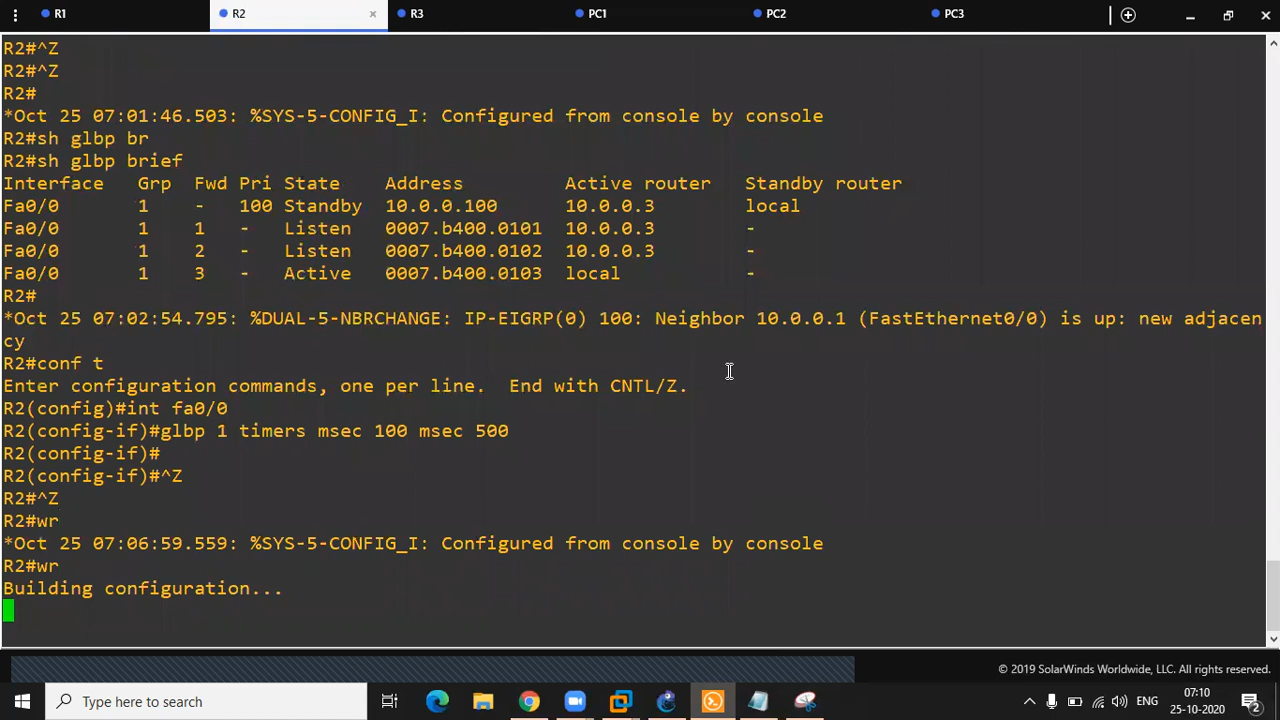 R1
R2
×
R3
PC1
PC2
PC3
R2#^Z
R2#^Z
R2#
*Oct 25 07:01:46.503: %SYS-5-CONFIG_I: Configured from console by console
R2#sh glbp br
R2#sh glbp brief
Interface Grp Fwd Pri State Address Active router Standby router
Fa0/0 1 - 100 Standby 10.0.0.100 10.0.0.3 local
Fa0/0 1 1 - Listen 0007.b400.0101 10.0.0.3 -
Fa0/0 1 2 - Listen 0007.b400.0102 10.0.0.3 -
Fa0/0 1 3 - Active 0007.b400.0103 local -
R2#
*Oct 25 07:02:54.795: %DUAL-5-NBRCHANGE: IP-EIGRP(0) 100: Neighbor 10.0.0.1 (FastEthernet0/0) is up: new adjacen
cy
R2#conf t
Enter configuration commands, one per line. End with CNTL/Z.
R2(config)#int fa0/0
R2(config-if)#glbp 1 timers msec 100 msec 500
R2(config-if)#
R2(config-if)#^Z
R2#^Z
R2#wr
*Oct 25 07:06:59.559: %SYS-5-CONFIG_I: Configured from console by console
R2#wr
Building configuration...
© 2019 SolarWinds Worldwide, LLC. All rights reserved.
Type here to search
ENG
07:10
25-10-2020
2